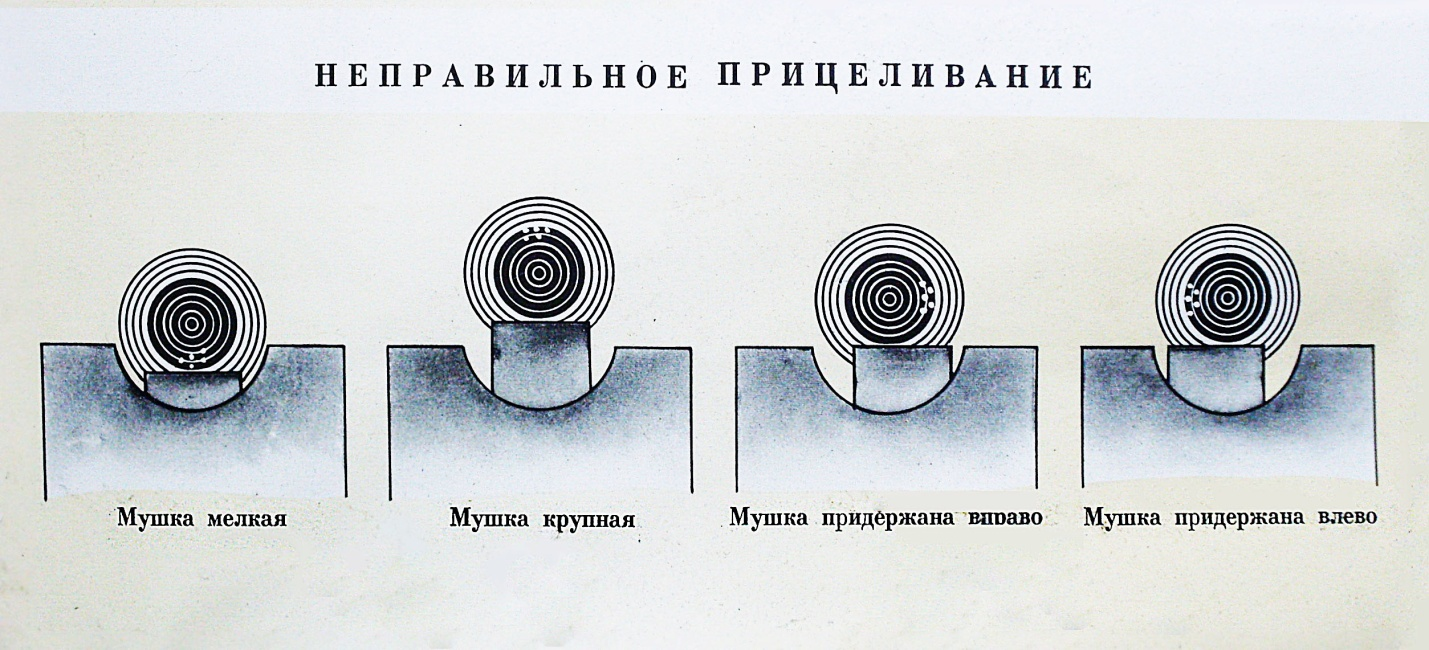 НЕПРАВИЛЬНОЕ ПРИЦЕЛИВАНИЕ
Мушка мелкая
Мушка крупная
Мушка придержана вправо
Мушка придержана влево